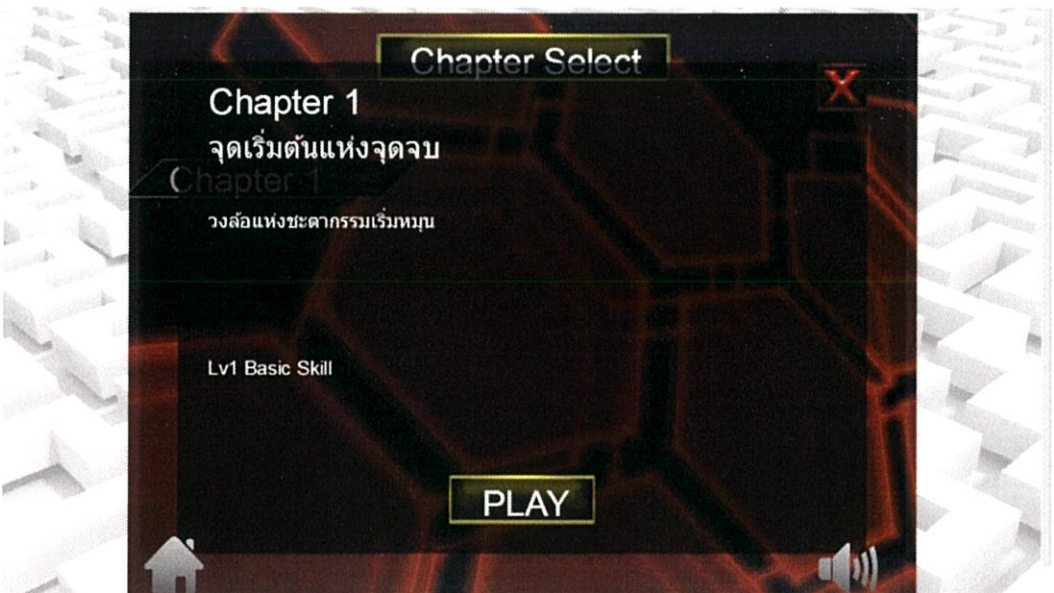 Chapter Select
X
Chapter 1
จุดเริ่มต้นแห่งจุดจบ
Chapter 1
วงล้อแห่งชะตากรรมเริ่มหมุน
Lv1 Basic Skill
PLAY